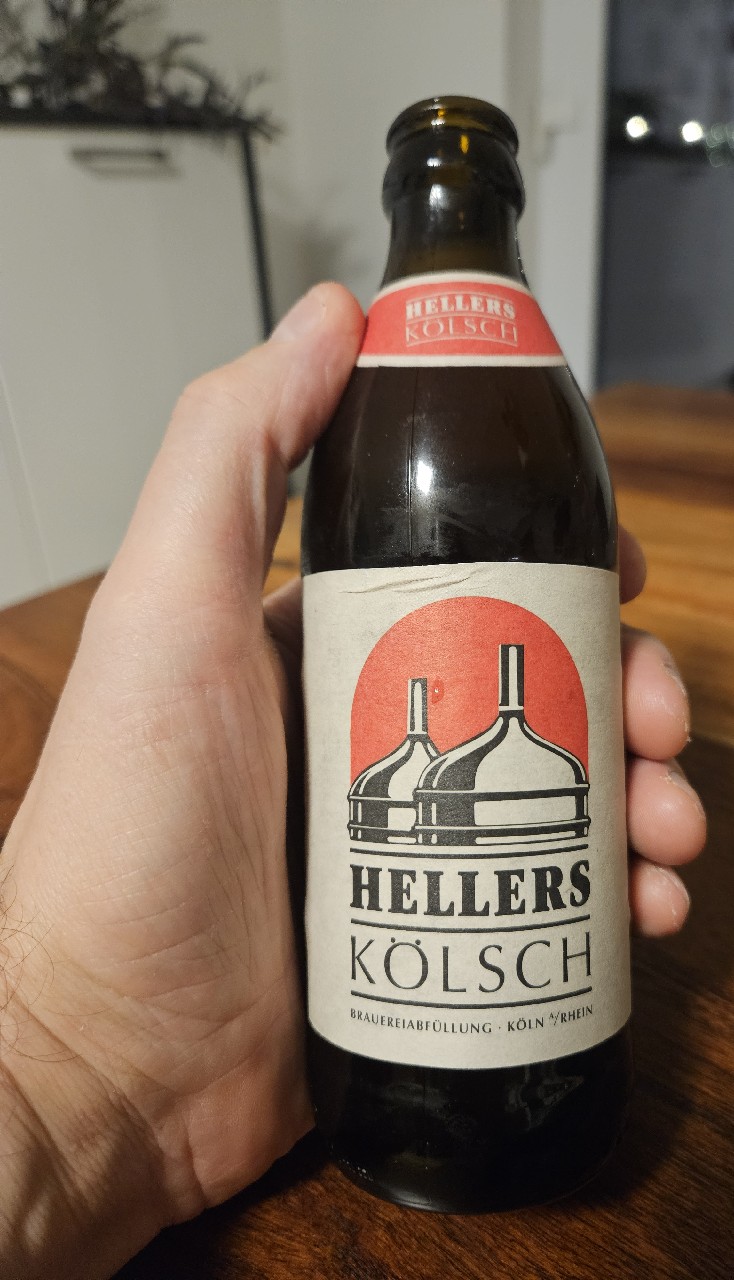 HELLERS
KÖLSCH
HELLERS
KÖLSCH
BRAUEREIABFÜLLUNG · KÖLN A/RHEIN